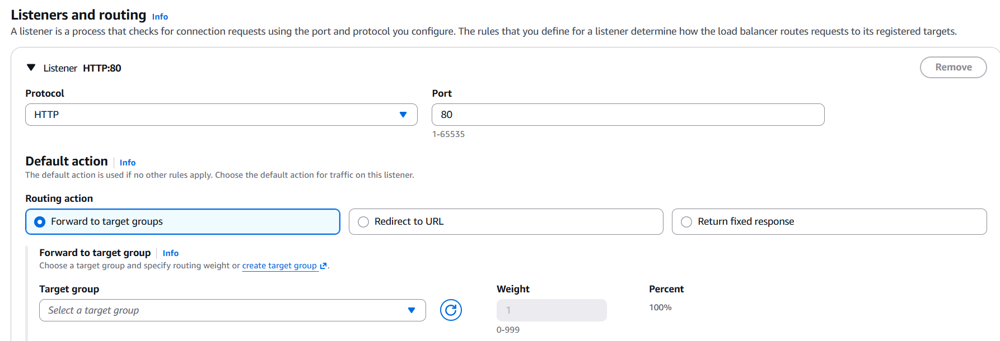 Listeners and routing Info
A listener is a process that checks for connection requests using the port and protocol you configure. The rules that you define for a listener determine how the load balancer routes requests to its registered targets.
Listener HTTP:80
Remove
Protocol
HTTP
Port
80
1-65535
Default action Info
The default action is used if no other rules apply. Choose the default action for traffic on this listener.
Routing action
Forward to target groups
Redirect to URL
Return fixed response
Forward to target group Info
Choose a target group and specify routing weight or create target group.
Target group
Select a target group
Weight
1
0-999
Percent
100%